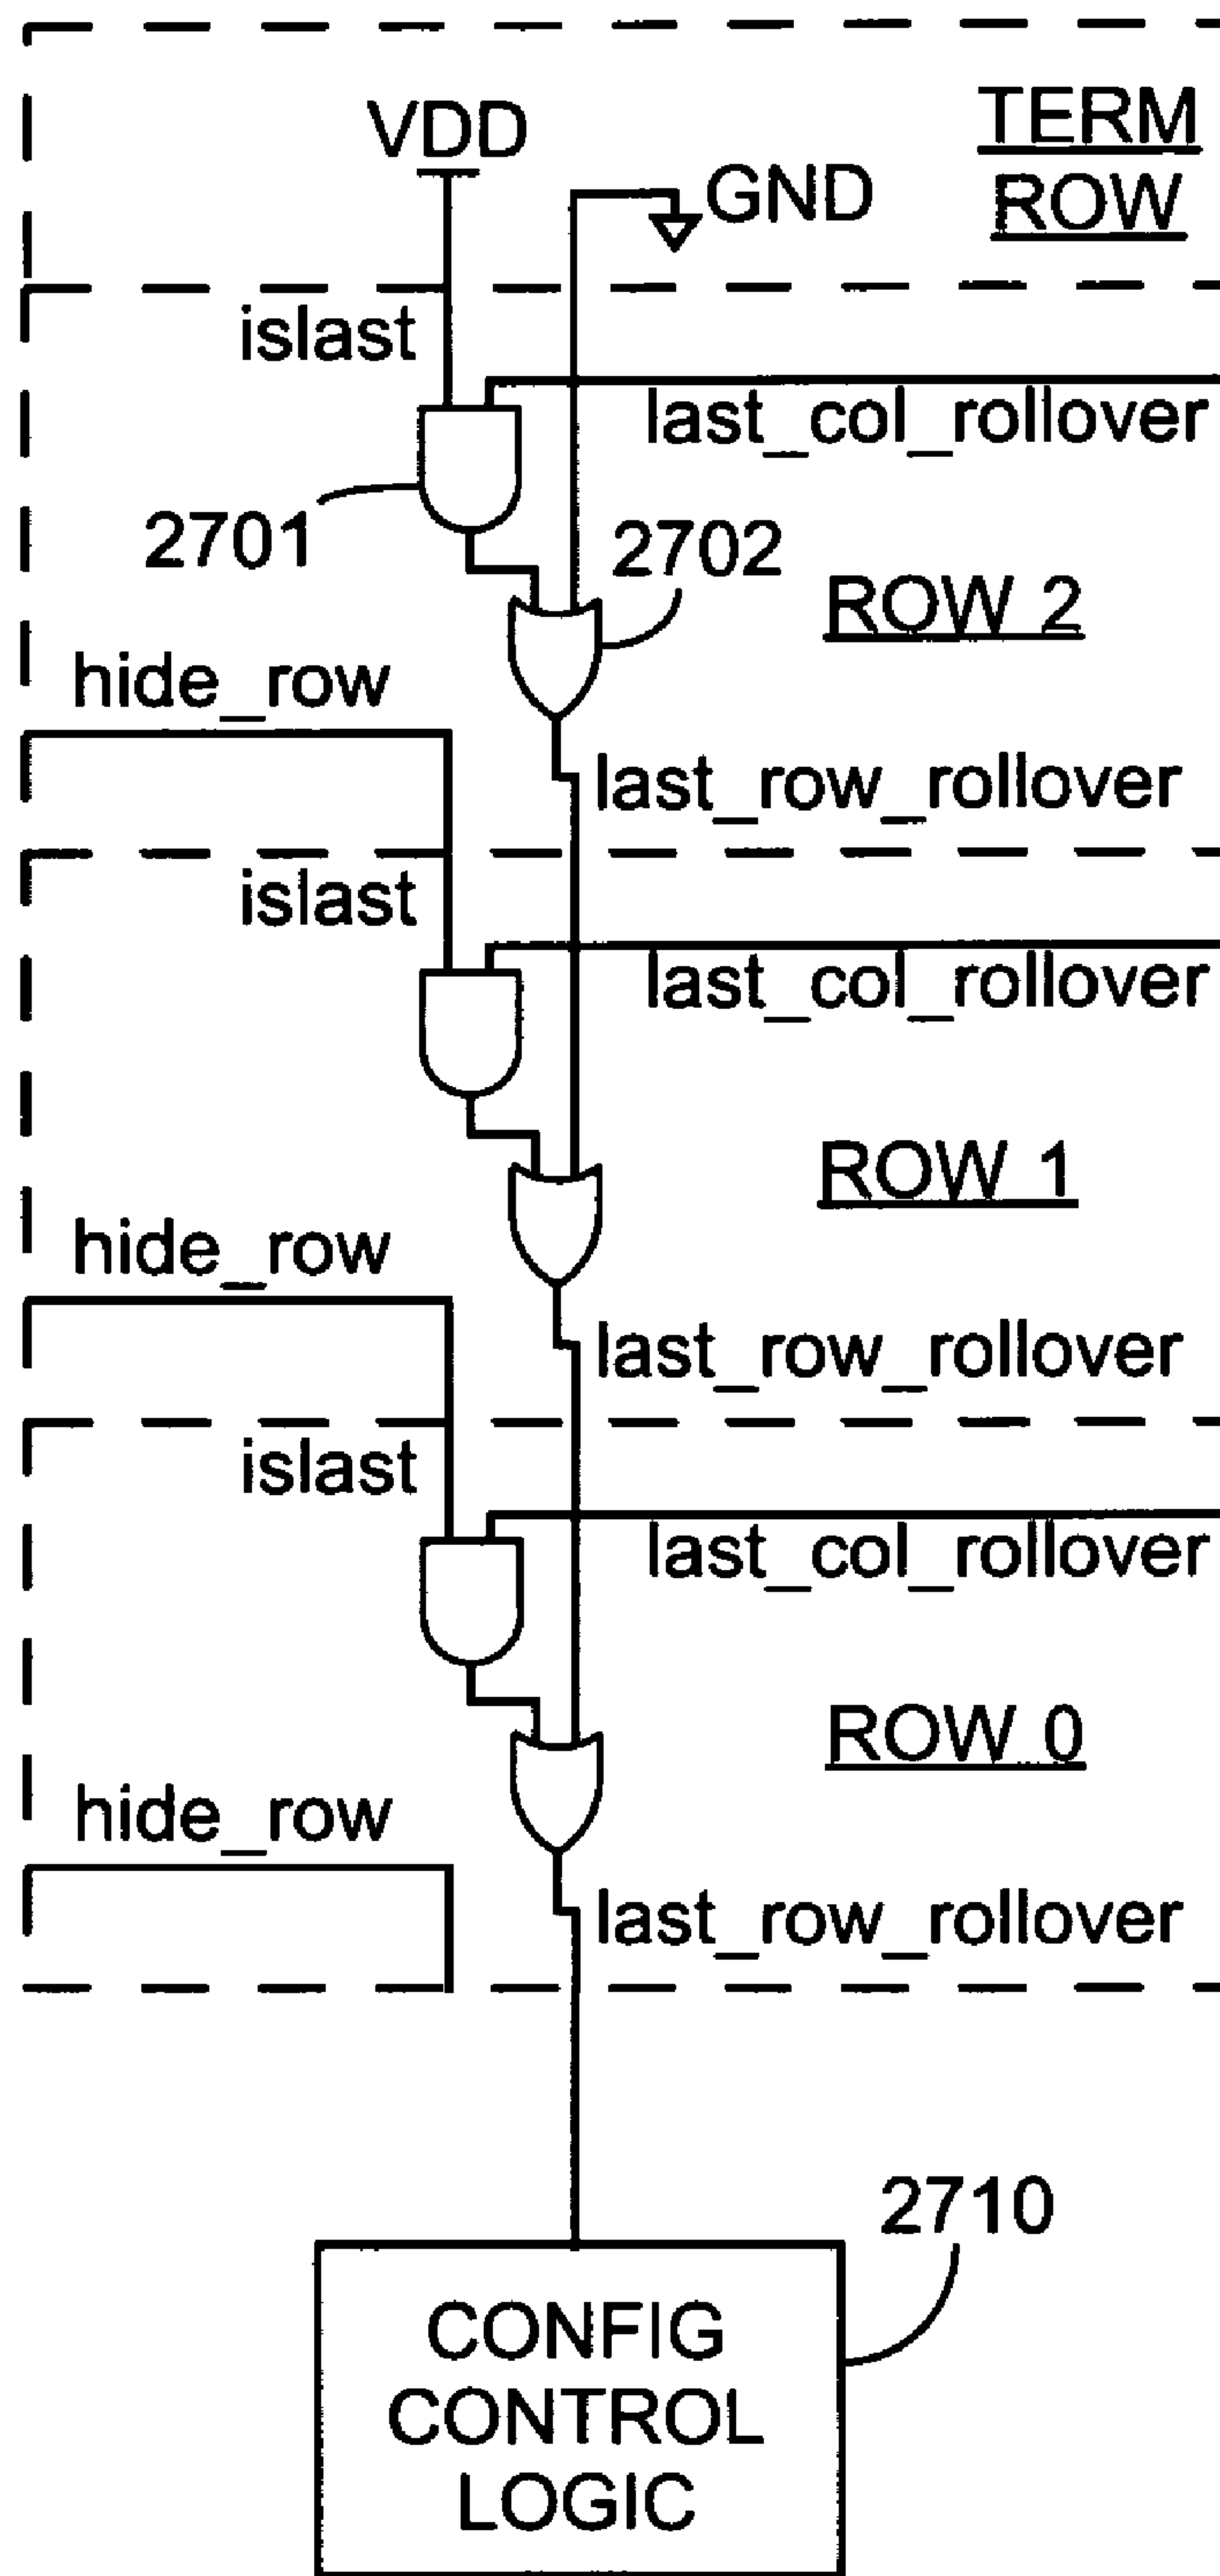 VDD
TERM
ROW
GND
islast
last_col_rollover
2701
2702
ROW 2
hide_row
last_row_rollover
islast
last_col_rollover
ROW 1
hide_row
last_row_rollover
islast
last_col_rollover
ROW 0
hide_row
last_row_rollover
2710
CONFIG
CONTROL
LOGIC